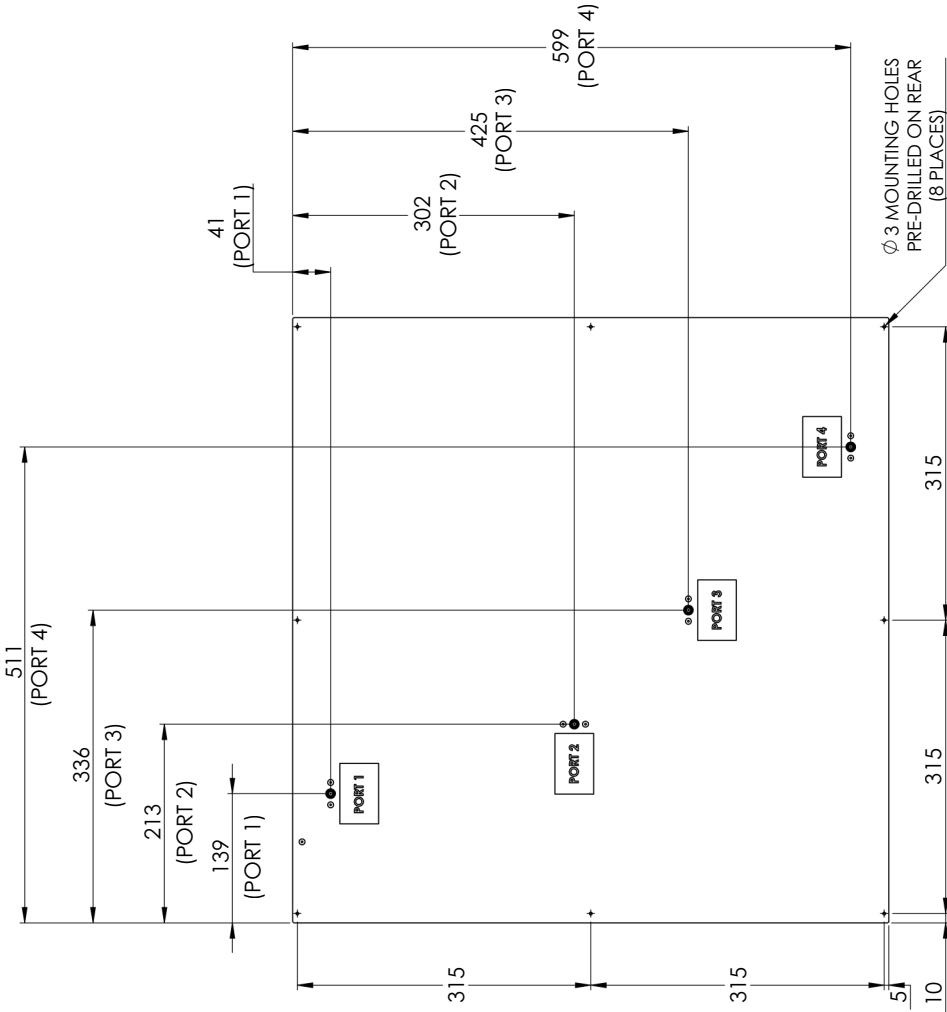 511
(PORT 4)
336
(PORT 3)
213
(PORT 2)
139
(PORT 1)
41
(PORT 1)
302
(PORT 2)
425
(PORT 3)
599
(PORT 4)
PORT 1
PORT 2
PORT 3
PORT 4
Ø 3 MOUNTING HOLES
PRE-DRILLED ON REAR
(8 PLACES)
315
315
5
10
315
315